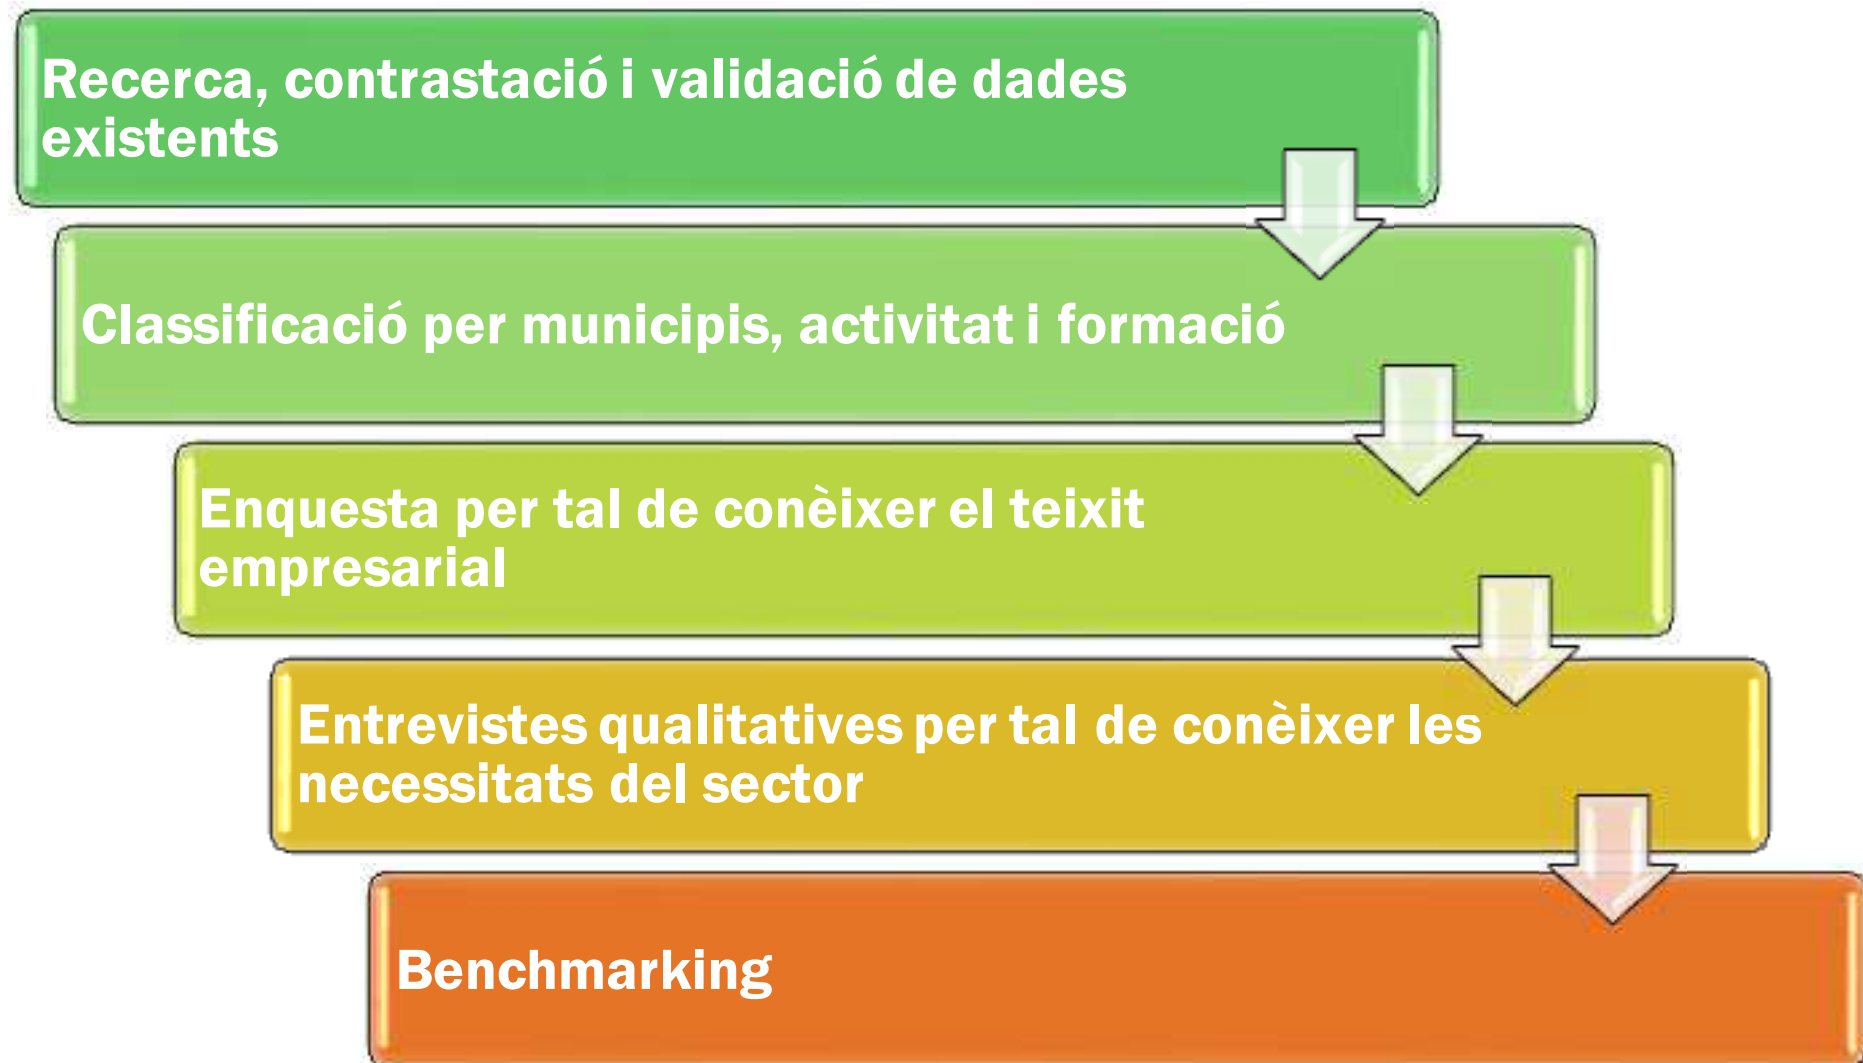 Recerca, contrastació i validació de dades
existents
Classificació per municipis, activitat i formació
Enquesta per tal de conèixer el teixit
empresarial
Entrevistes qualitatives per tal de conèixer les
necessitats del sector
Benchmarking